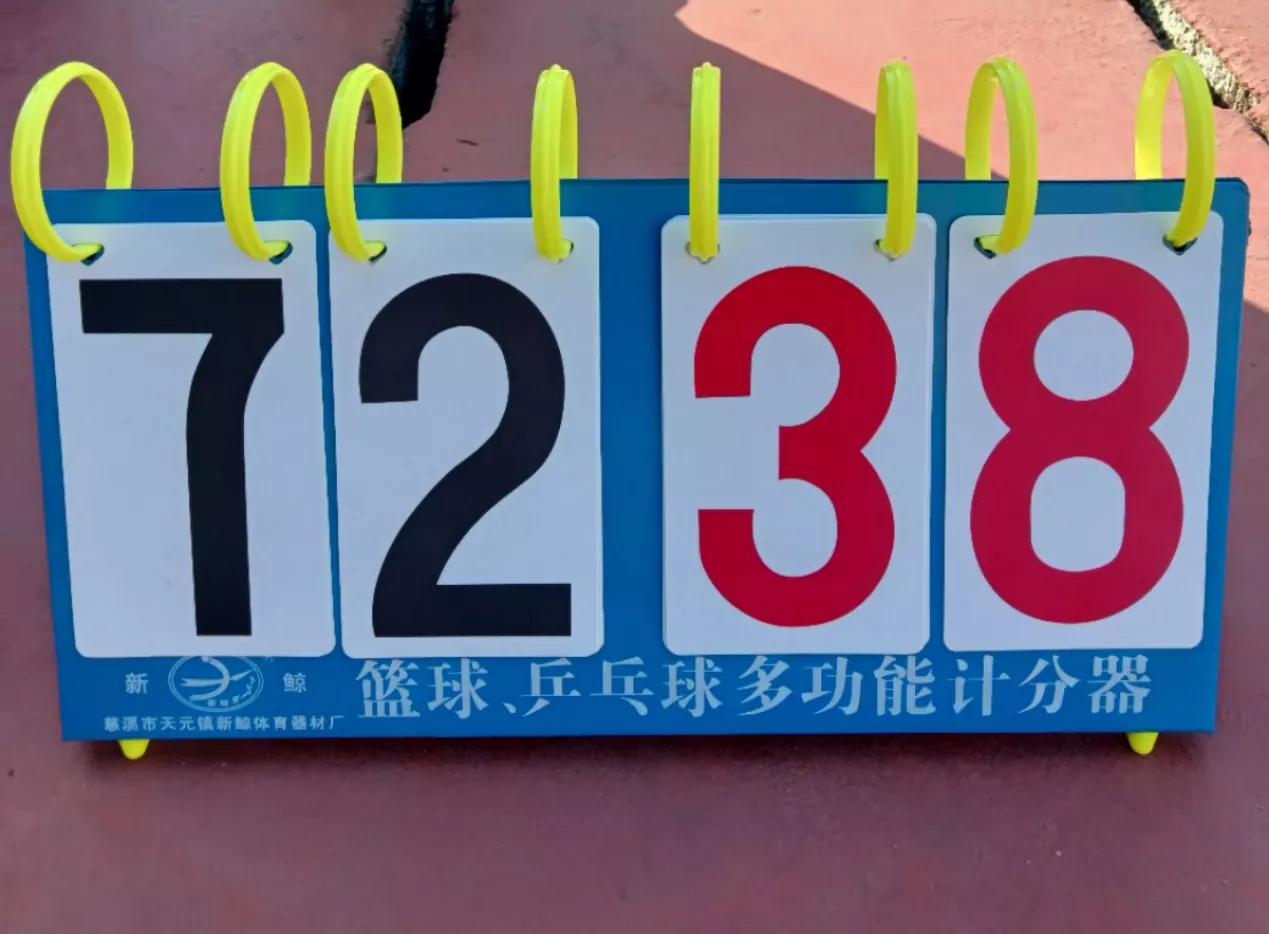 72 38
新 鲸 篮球、乒乓球多功能计分器
慈溪市天元镇新鲸体育器材厂